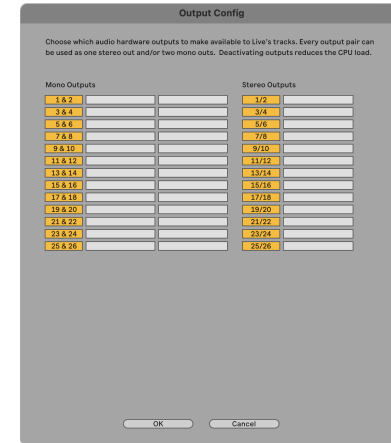 Output Config
Choose which audio hardware outputs to make available to Live's tracks. Every output pair can
be used as one stereo out and/or two mono outs.  Deactivating outputs reduces the CPU load.
Mono Outputs
Stereo Outputs
1 & 2
1/2
3 & 4
3/4
5 & 6
5/6
7 & 8
7/8
9 & 10
9/10
11 & 12
11/12
13 & 14
13/14
15 & 16
15/16
17 & 18
17/18
19 & 20
19/20
21 & 22
21/22
23 & 24
23/24
25 & 26
25/26
OK
Cancel